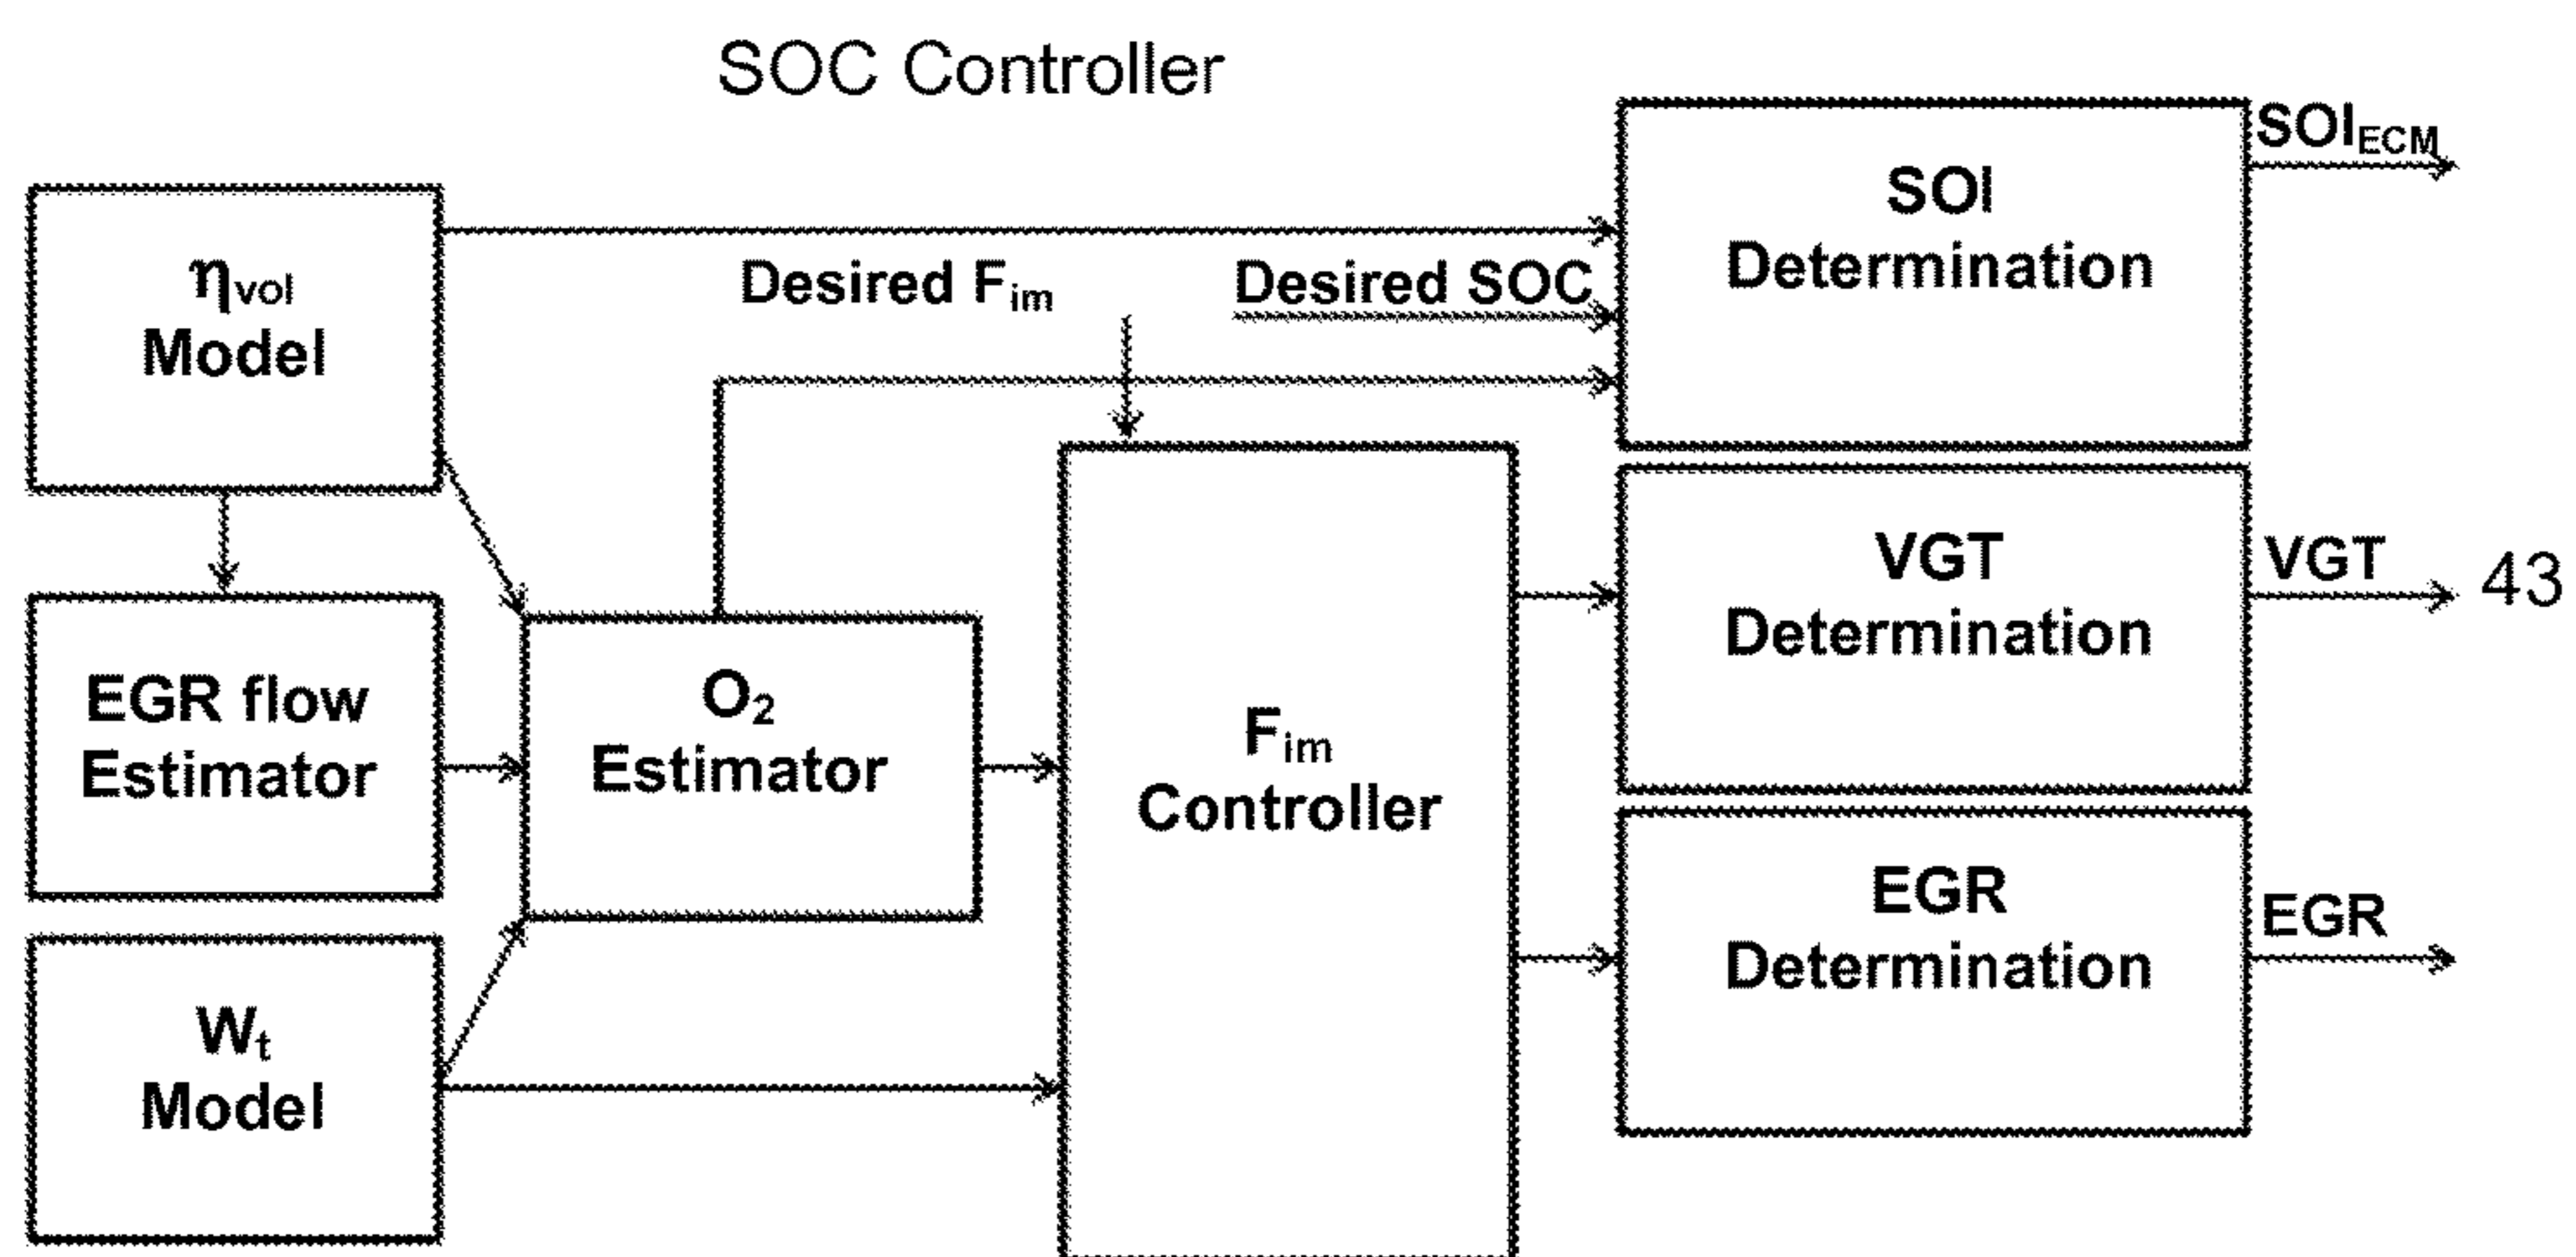 SOC Controller
η_vol
Model
EGR flow
Estimator
W_t
Model
O₂
Estimator
Desired F_im
Desired SOC
F_im
Controller
SOI
Determination
SOI_ECM
VGT
Determination
VGT
43
EGR
Determination
EGR